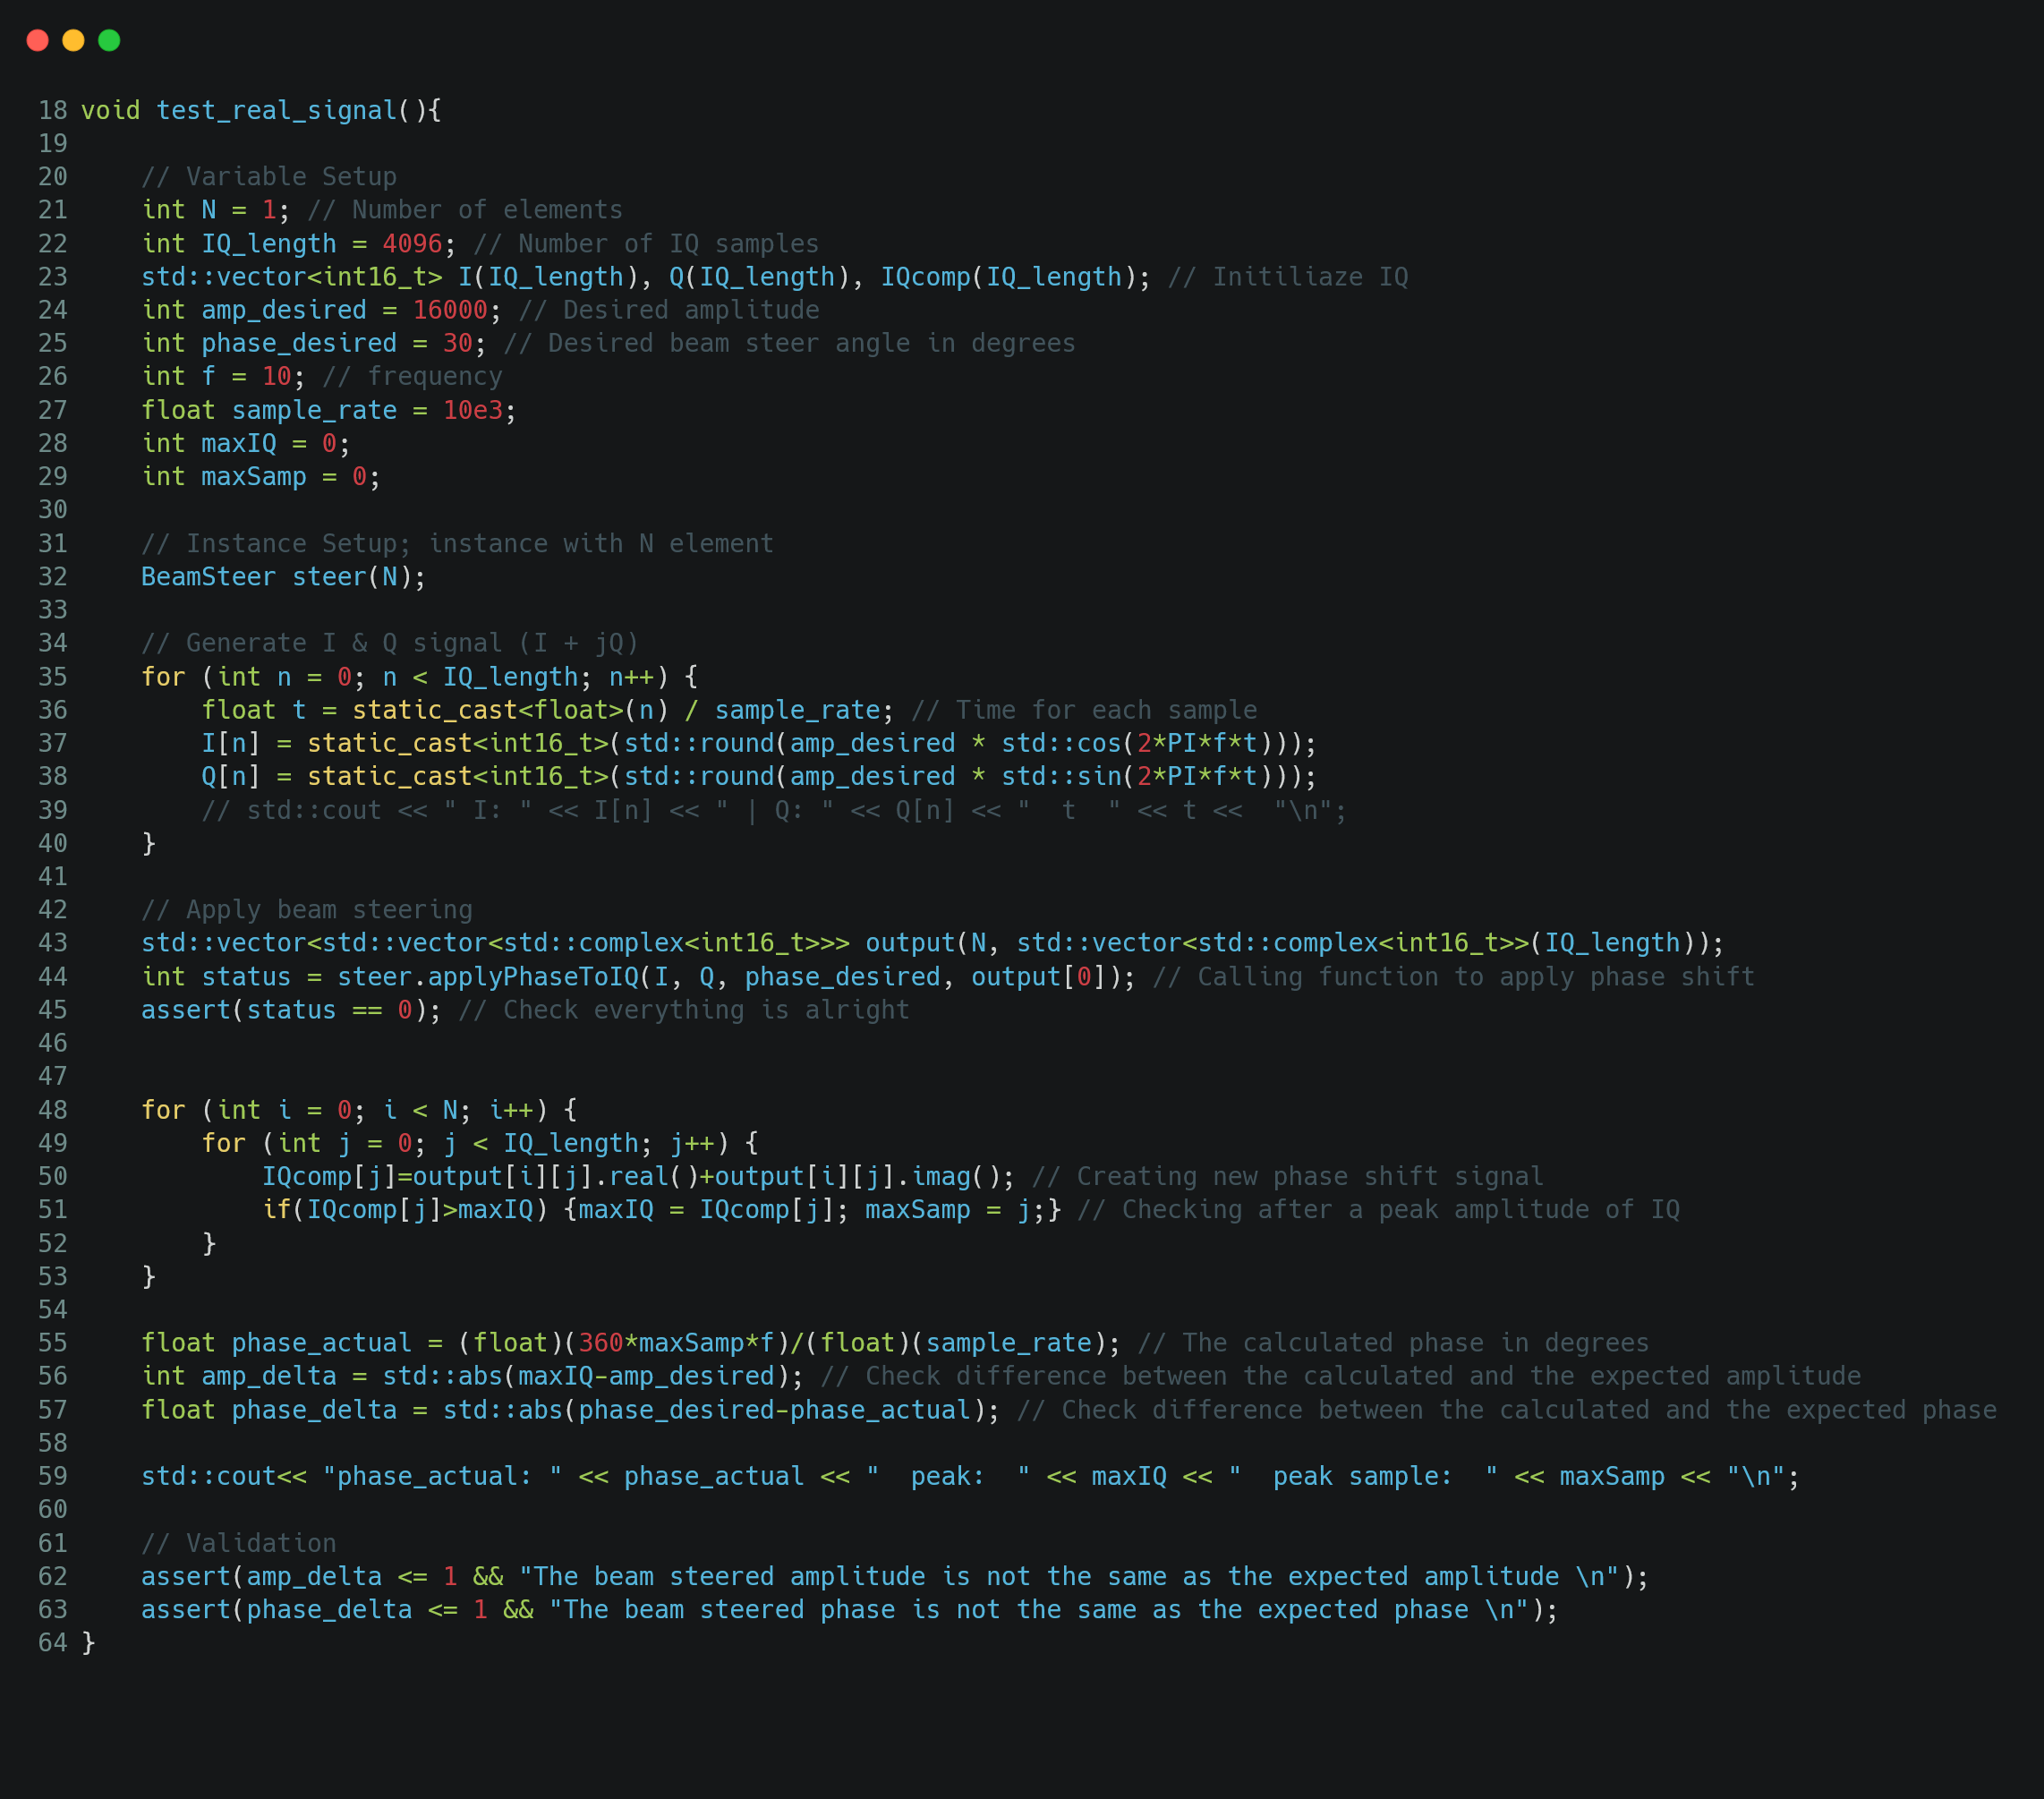 18 void test_real_signal(){
19
20     // Variable Setup
21     int N = 1; // Number of elements
22     int IQ_length = 4096; // Number of IQ samples
23     std::vector<int16_t> I(IQ_length), Q(IQ_length), IQcomp(IQ_length); // Initiliaze IQ
24     int amp_desired = 16000; // Desired amplitude
25     int phase_desired = 30; // Desired beam steer angle in degrees
26     int f = 10; // frequency
27     float sample_rate = 10e3;
28     int maxIQ = 0;
29     int maxSamp = 0;
30
31     // Instance Setup; instance with N element
32     BeamSteer steer(N);
33
34     // Generate I & Q signal (I + jQ)
35     for (int n = 0; n < IQ_length; n++) {
36         float t = static_cast<float>(n) / sample_rate; // Time for each sample
37         I[n] = static_cast<int16_t>(std::round(amp_desired * std::cos(2*PI*f*t)));
38         Q[n] = static_cast<int16_t>(std::round(amp_desired * std::sin(2*PI*f*t)));
39         // std::cout << " I: " << I[n] << " | Q: " << Q[n] << "  t  " << t <<  "\n";
40     }
41
42     // Apply beam steering
43     std::vector<std::vector<std::complex<int16_t>>> output(N, std::vector<std::complex<int16_t>>(IQ_length));
44     int status = steer.applyPhaseToIQ(I, Q, phase_desired, output[0]); // Calling function to apply phase shift
45     assert(status == 0); // Check everything is alright
46
47
48     for (int i = 0; i < N; i++) {
49         for (int j = 0; j < IQ_length; j++) {
50             IQcomp[j]=output[i][j].real()+output[i][j].imag(); // Creating new phase shift signal
51             if(IQcomp[j]>maxIQ) {maxIQ = IQcomp[j]; maxSamp = j;} // Checking after a peak amplitude of IQ
52         }
53     }
54
55     float phase_actual = (float)(360*maxSamp*f)/(float)(sample_rate); // The calculated phase in degrees
56     int amp_delta = std::abs(maxIQ-amp_desired); // Check difference between the calculated and the expected amplitude
57     float phase_delta = std::abs(phase_desired-phase_actual); // Check difference between the calculated and the expected phase
58
59     std::cout<< "phase_actual: " << phase_actual << "  peak:  " << maxIQ << "  peak sample:  " << maxSamp << "\n";
60
61     // Validation
62     assert(amp_delta <= 1 && "The beam steered amplitude is not the same as the expected amplitude \n");
63     assert(phase_delta <= 1 && "The beam steered phase is not the same as the expected phase \n");
64 }